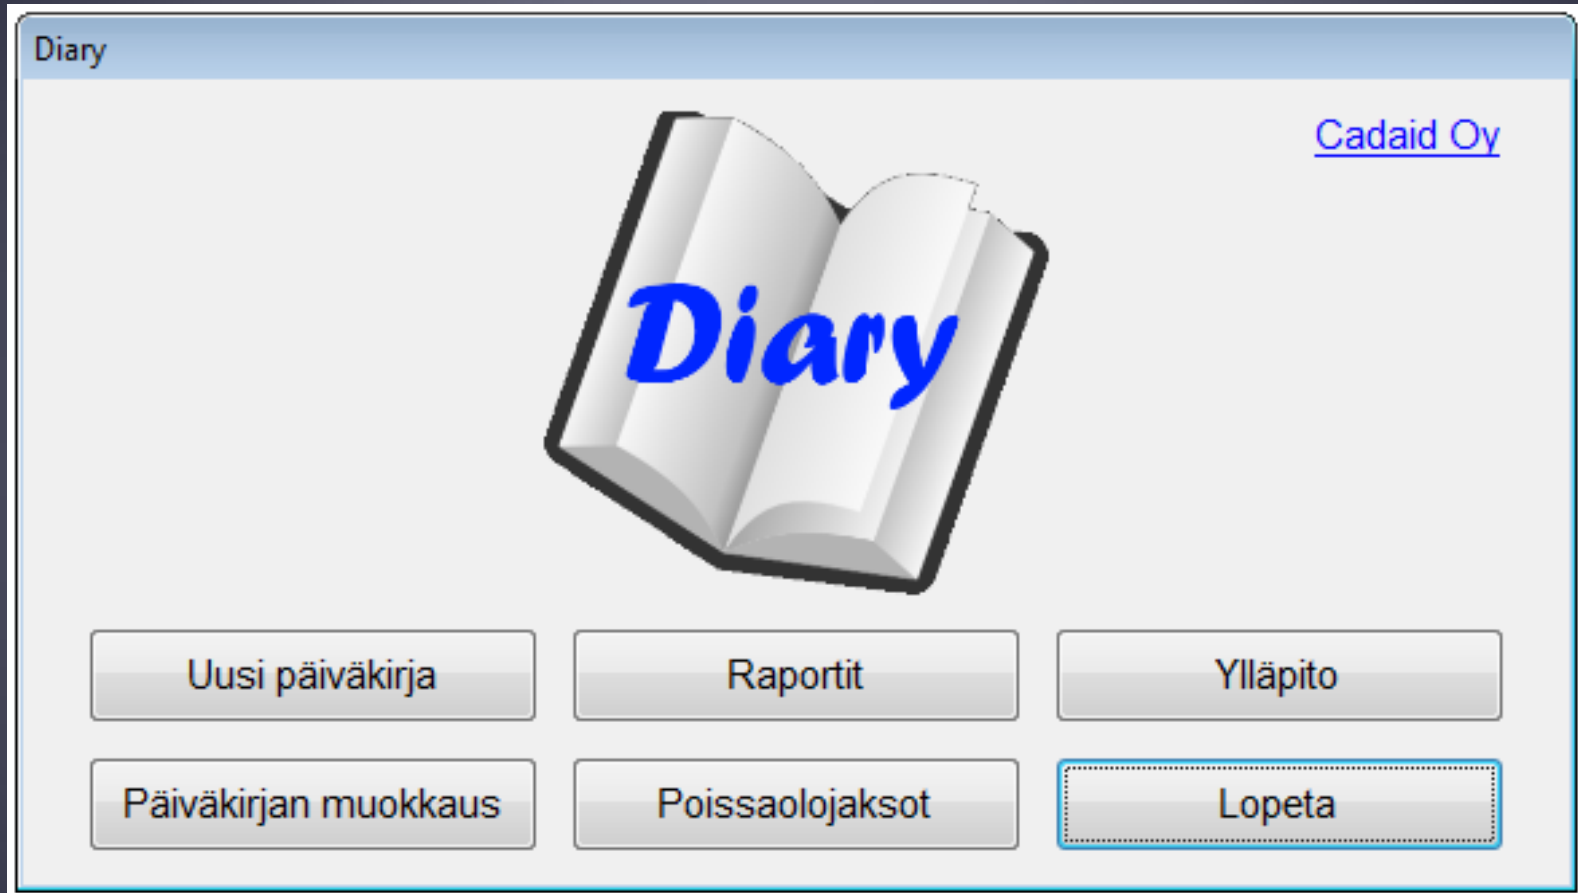 Diary
Cadaid Oy
Diary
Uusi päiväkirja
Raportit
Ylläpito
Päiväkirjan muokkaus
Poissaolojaksot
Lopeta